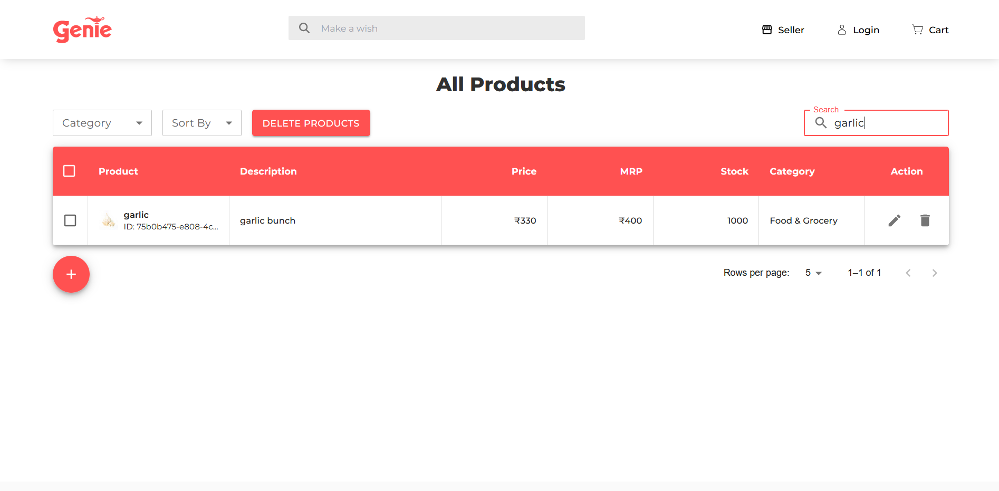 Genie
Make a wish
Seller
Login
Cart
All Products
Category
Sort By
DELETE PRODUCTS
Search
garlic
Product Description Price MRP Stock Category Action
garlic
ID: 75b0b475-e808-4c...
garlic bunch
₹330
₹400
1000
Food & Grocery
+
Rows per page: 5 1–1 of 1